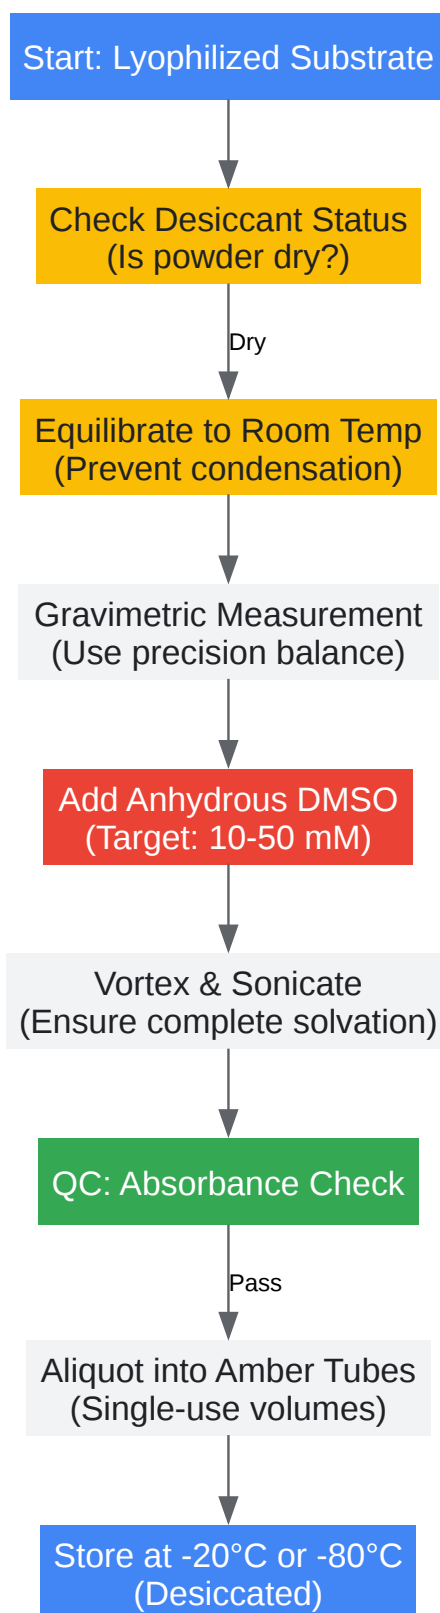 Start: Lyophilized Substrate
Check Desiccant Status
(Is powder dry?)
Dry
Equilibrate to Room Temp
(Prevent condensation)
Gravimetric Measurement
(Use precision balance)
Add Anhydrous DMSO
(Target: 10-50 mM)
Vortex & Sonicate
(Ensure complete solvation)
QC: Absorbance Check
Pass
Aliquot into Amber Tubes
(Single-use volumes)
Store at -20°C or -80°C
(Desiccated)